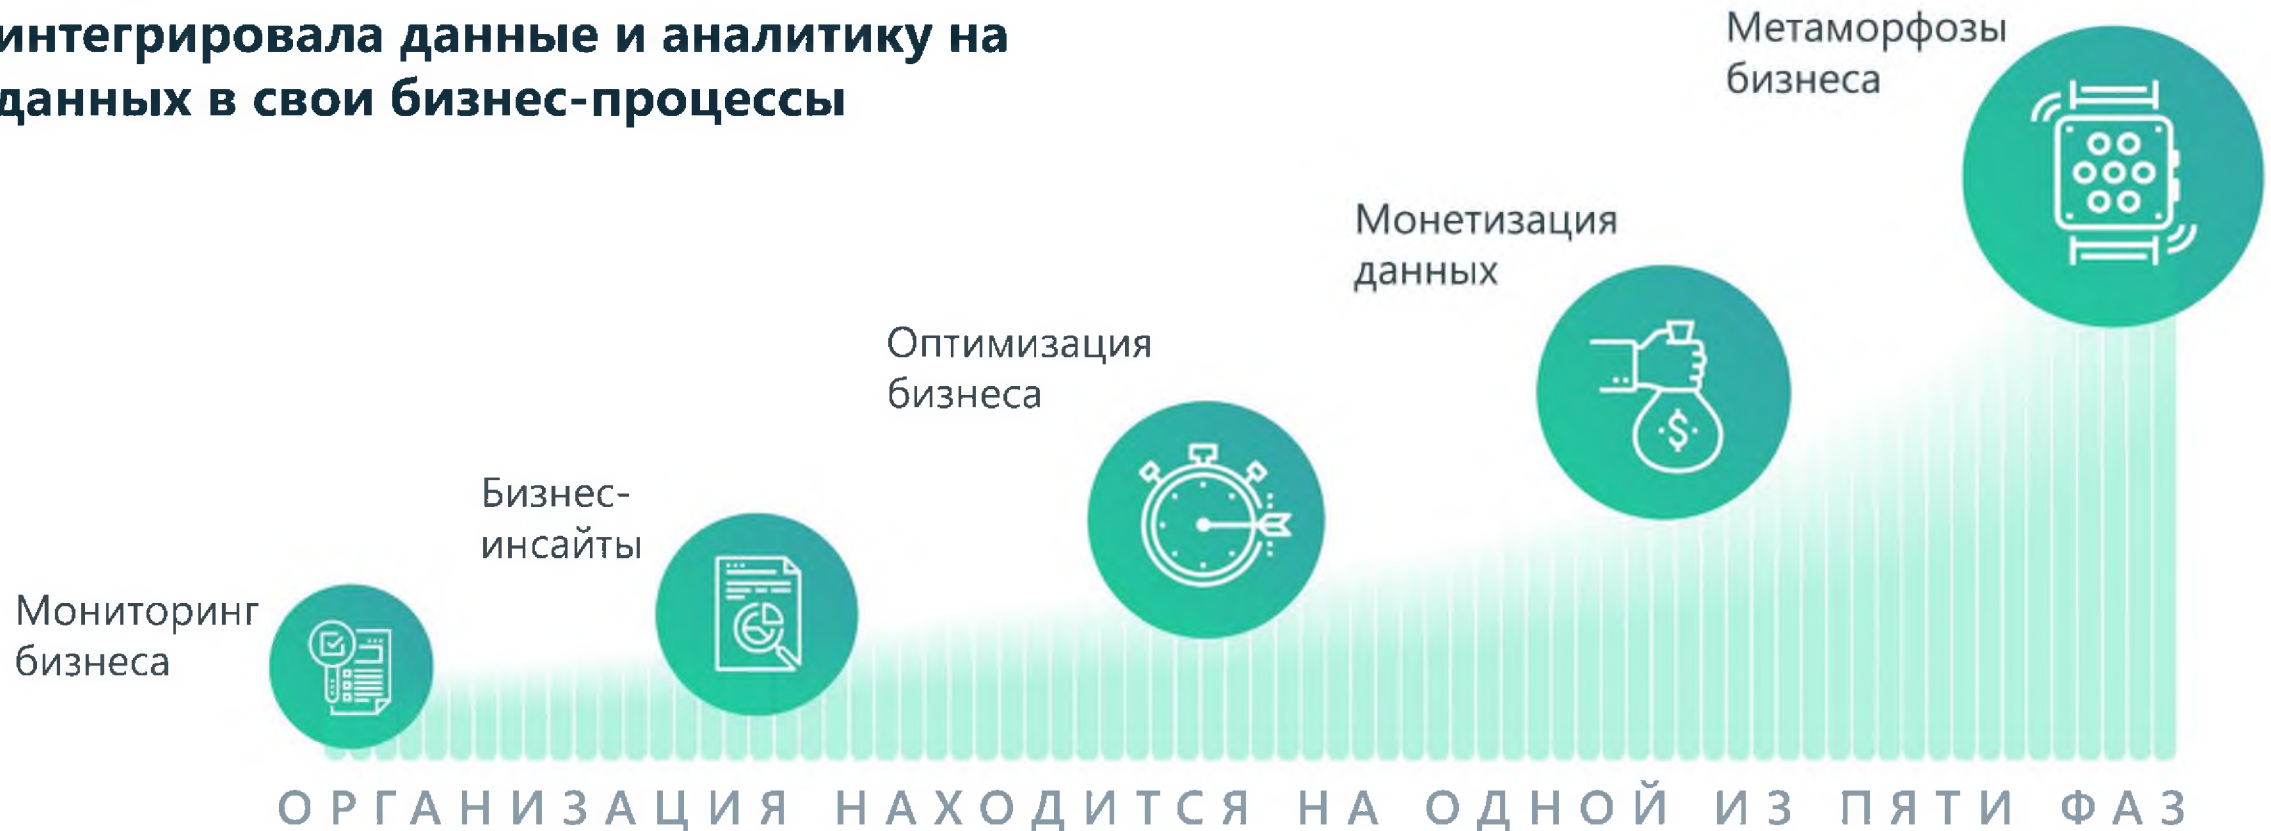 интегрировала данные и аналитику на
данных в свои бизнес-процессы
Метаморфозы
бизнеса
Монетизация
данных
Оптимизация
бизнеса
Бизнес-
инсайты
Мониторинг
бизнеса
$
ОРГАНИЗАЦИЯ НАХОДИТСЯ НА ОДНОЙ ИЗ ПЯТИ ФАЗ